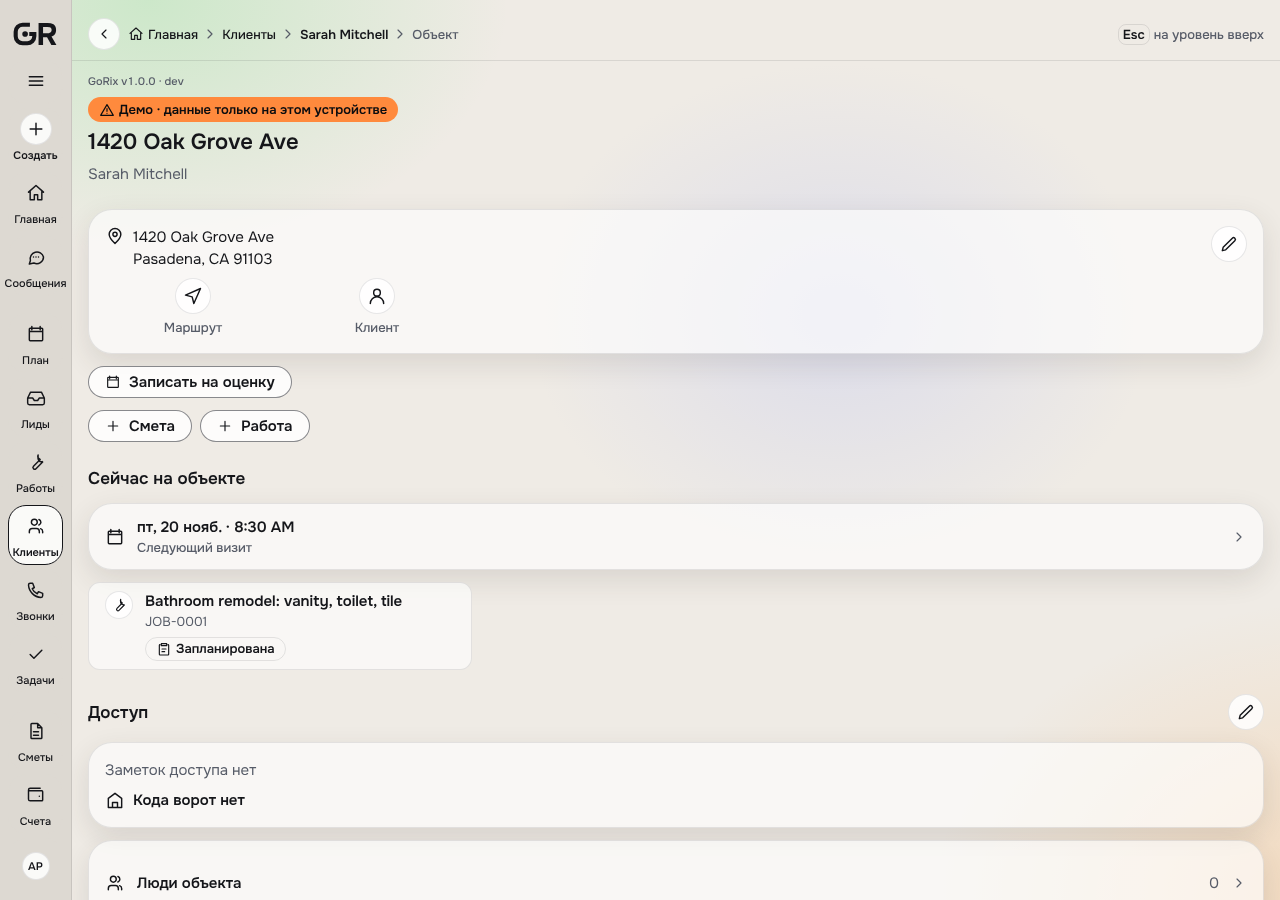 GR
Главная
Клиенты
Sarah Mitchell
Объект
Esc на уровень вверх
GoRix v1.0.0 · dev
Демо · данные только на этом устройстве
1420 Oak Grove Ave
Sarah Mitchell
1420 Oak Grove Ave
Pasadena, CA 91103
Маршрут
Клиент
Записать на оценку
Смета
Работа
Сейчас на объекте
пт, 20 нояб. · 8:30 AM
Следующий визит
Bathroom remodel: vanity, toilet, tile
JOB-0001
Запланирована
Доступ
Заметок доступа нет
Кода ворот нет
Люди объекта
0
Создать
Главная
Сообщения
План
Лиды
Работы
Клиенты
Звонки
Задачи
Сметы
Счета
AP